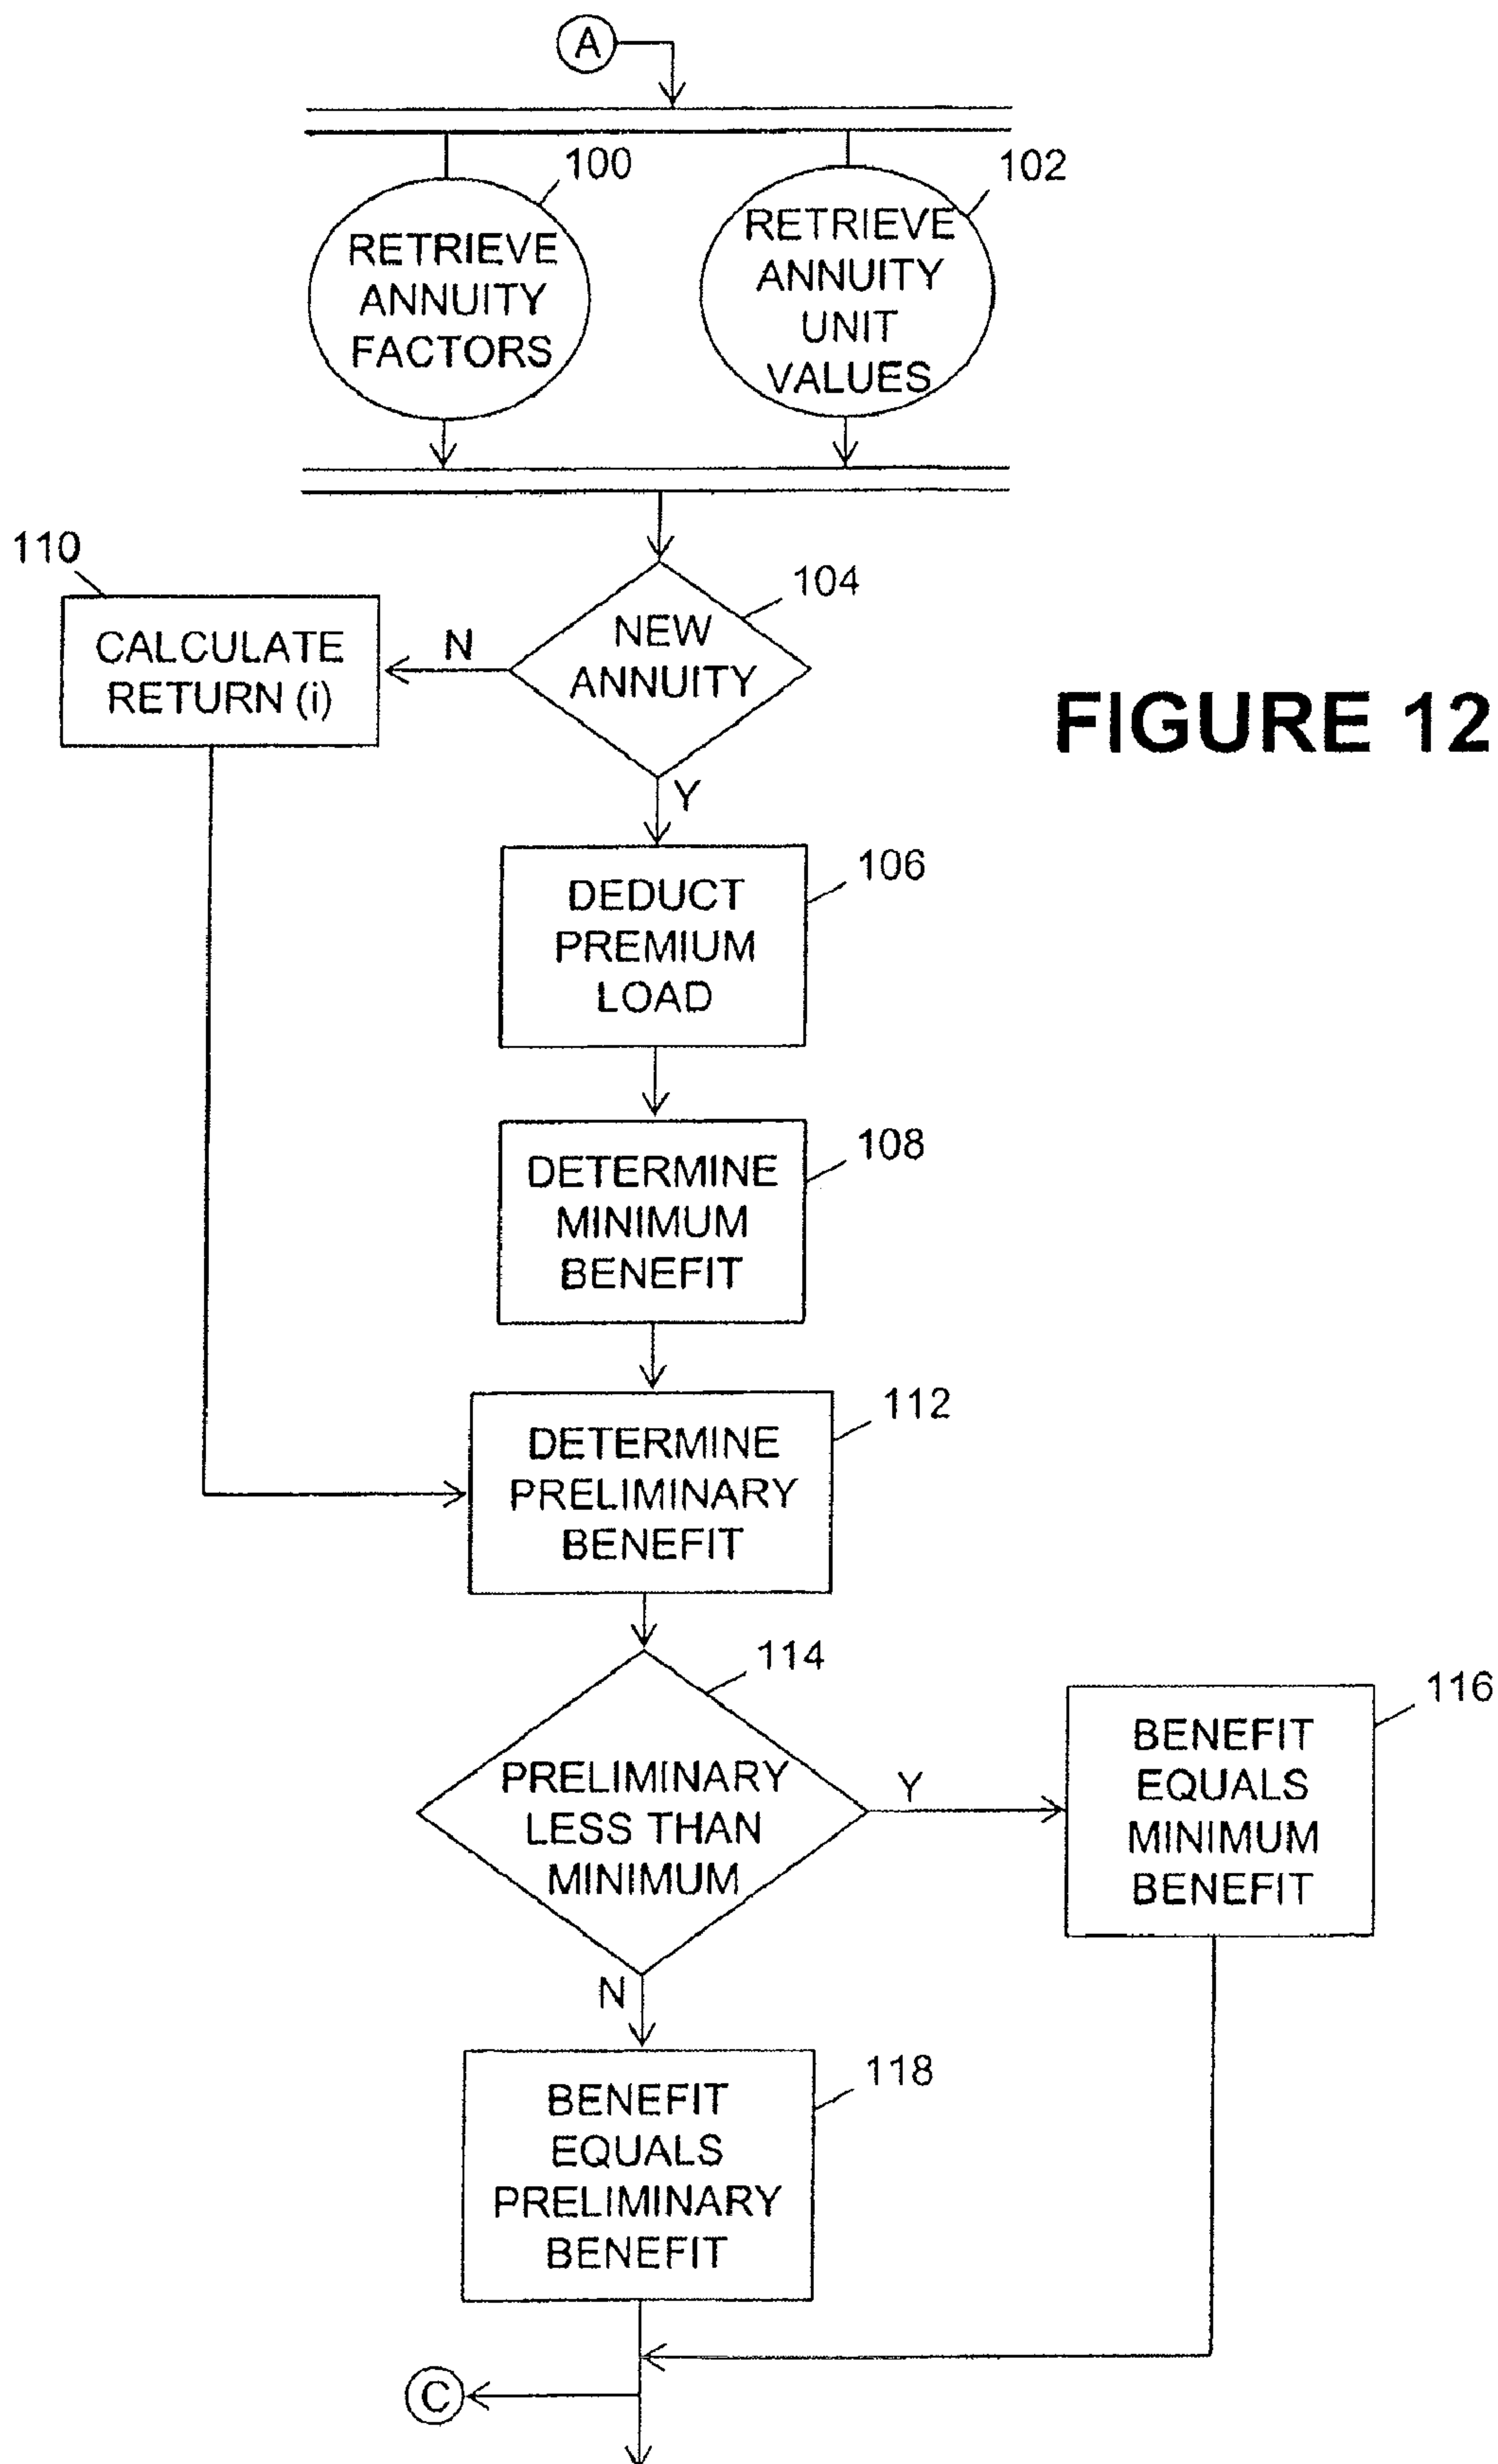 A
100
RETRIEVE
ANNUITY
FACTORS
102
RETRIEVE
ANNUITY
UNIT
VALUES
110
CALCULATE
RETURN (i)
N
104
NEW
ANNUITY
FIGURE 12
Y
106
DEDUCT
PREMIUM
LOAD
108
DETERMINE
MINIMUM
BENEFIT
112
DETERMINE
PRELIMINARY
BENEFIT
114
PRELIMINARY
LESS THAN
MINIMUM
Y
116
BENEFIT
EQUALS
MINIMUM
BENEFIT
N
118
BENEFIT
EQUALS
PRELIMINARY
BENEFIT
C